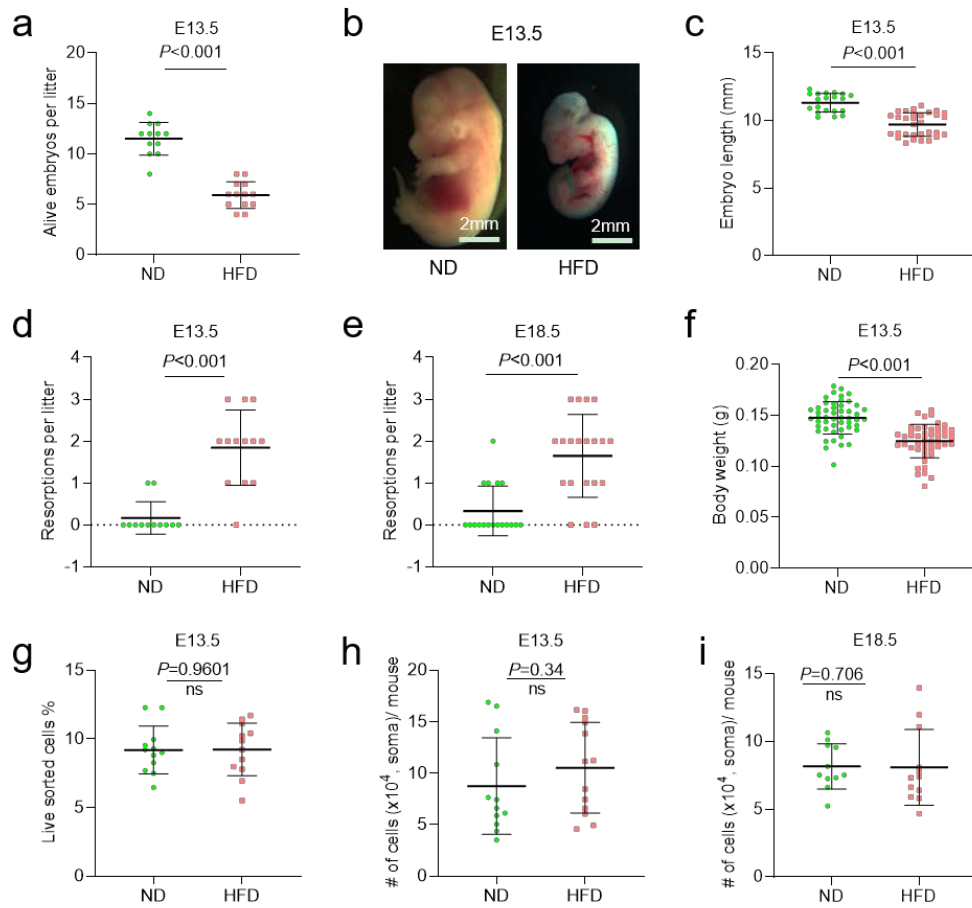 a
E13.5
P<0.001
Alive embryos per litter
20
15
10
5
0
ND
HFD
b
E13.5
2mm
2mm
ND
HFD
c
E13.5
P<0.001
Embryo length (mm)
15
10
5
0
ND
HFD
d
E13.5
P<0.001
Resorptions per litter
4
3
2
1
0
-1
ND
HFD
e
E18.5
P<0.001
Resorptions per litter
4
3
2
1
0
-1
ND
HFD
f
E13.5
P<0.001
Body weight (g)
0.20
0.15
0.10
0.05
0.00
ND
HFD
g
E13.5
P=0.9601
ns
Live sorted cells %
15
10
5
0
ND
HFD
h
E13.5
P=0.34
ns
# of cells (x10⁴, soma)/ mouse
20
15
10
5
0
ND
HFD
i
E18.5
P=0.706
ns
# of cells (x10⁴, soma)/ mouse
15
10
5
0
ND
HFD